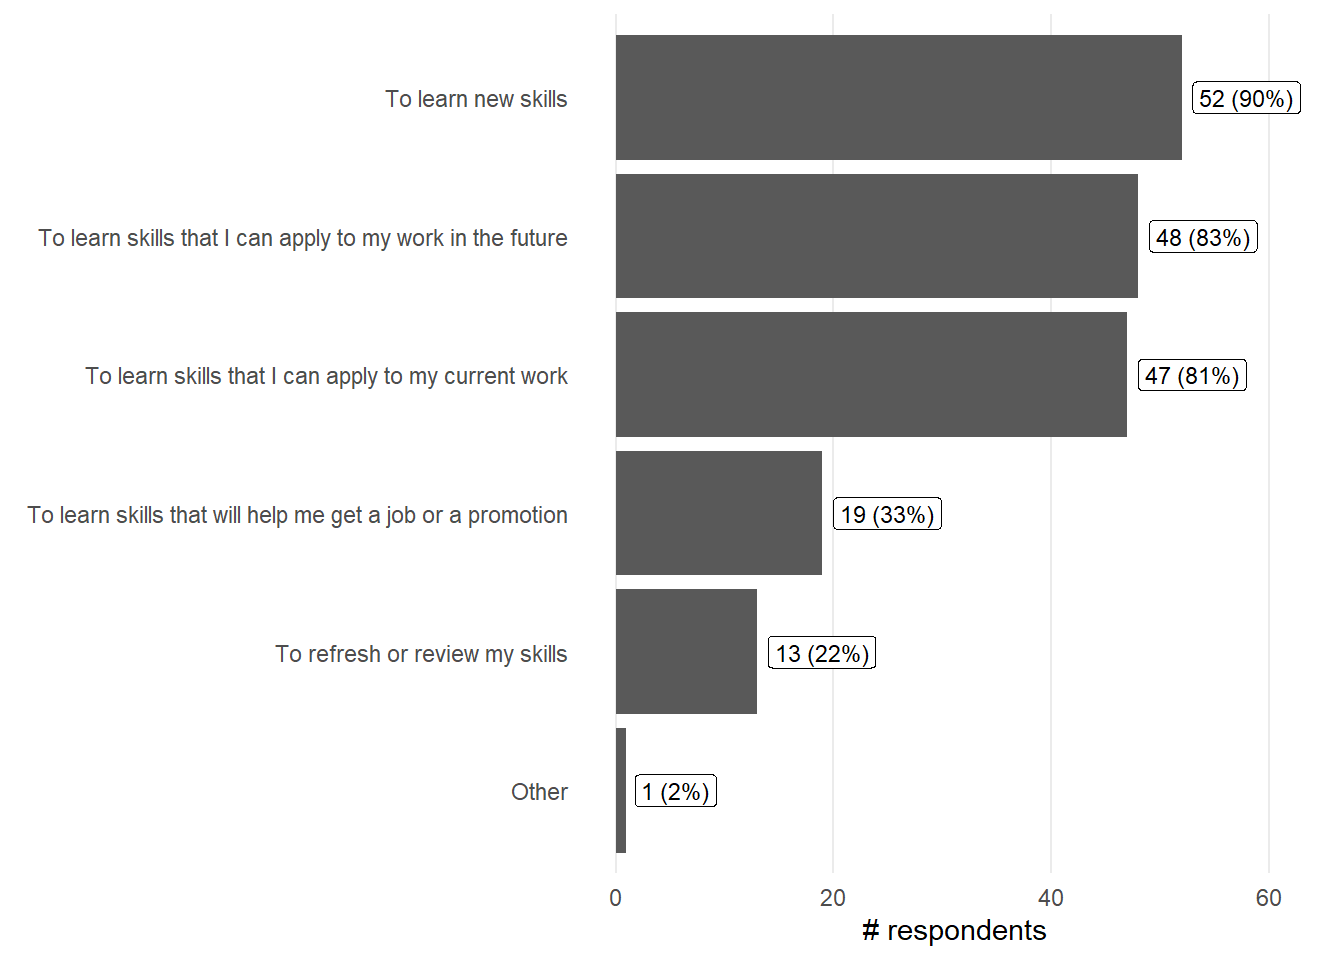 To learn new skills 52 (90%)
To learn skills that I can apply to my work in the future 48 (83%)
To learn skills that I can apply to my current work 47 (81%)
To learn skills that will help me get a job or a promotion 19 (33%)
To refresh or review my skills 13 (22%)
Other 1 (2%)
0 20 40 60
# respondents